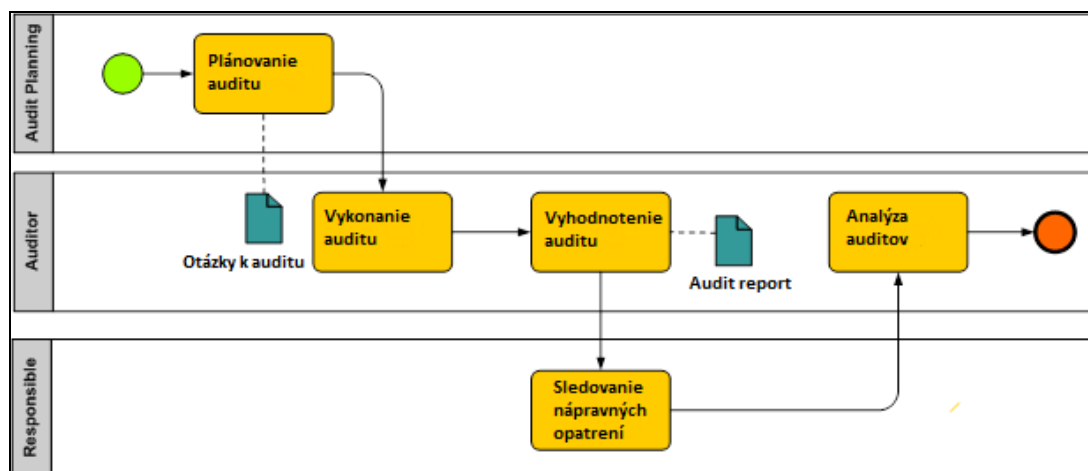 Audit Planning
Plánovanie
auditu
Auditor
Otázky k auditu
Vykonanie
auditu
Vyhodnotenie
auditu
Audit report
Analýza
auditov
Responsible
Sledovanie
nápravných
opatrení